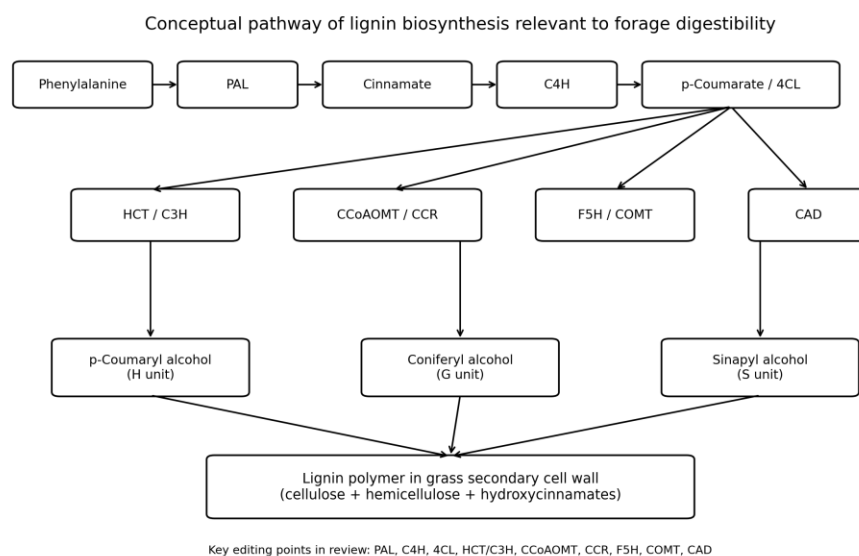 Conceptual pathway of lignin biosynthesis relevant to forage digestibility
Phenylalanine
PAL
Cinnamate
C4H
p-Coumarate / 4CL
HCT / C3H
CCoAOMT / CCR
F5H / COMT
CAD
p-Coumaryl alcohol
(H unit)
Coniferyl alcohol
(G unit)
Sinapyl alcohol
(S unit)
Lignin polymer in grass secondary cell wall
(cellulose + hemicellulose + hydroxycinnamates)
Key editing points in review: PAL, C4H, 4CL, HCT/C3H, CCoAOMT, CCR, F5H, COMT, CAD